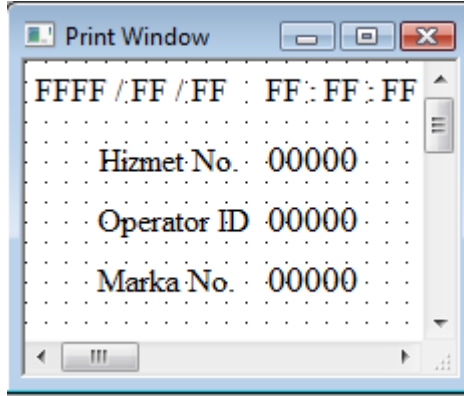 Print Window
FFFF / FF / FF FF : FF : FF
Hizmet No. 00000
Operator ID 00000
Marka No. 00000